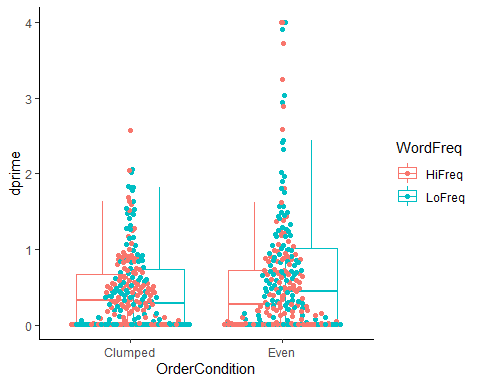 4
3
2
1
0
dprime
Clumped
Even
OrderCondition
WordFreq
HiFreq
LoFreq